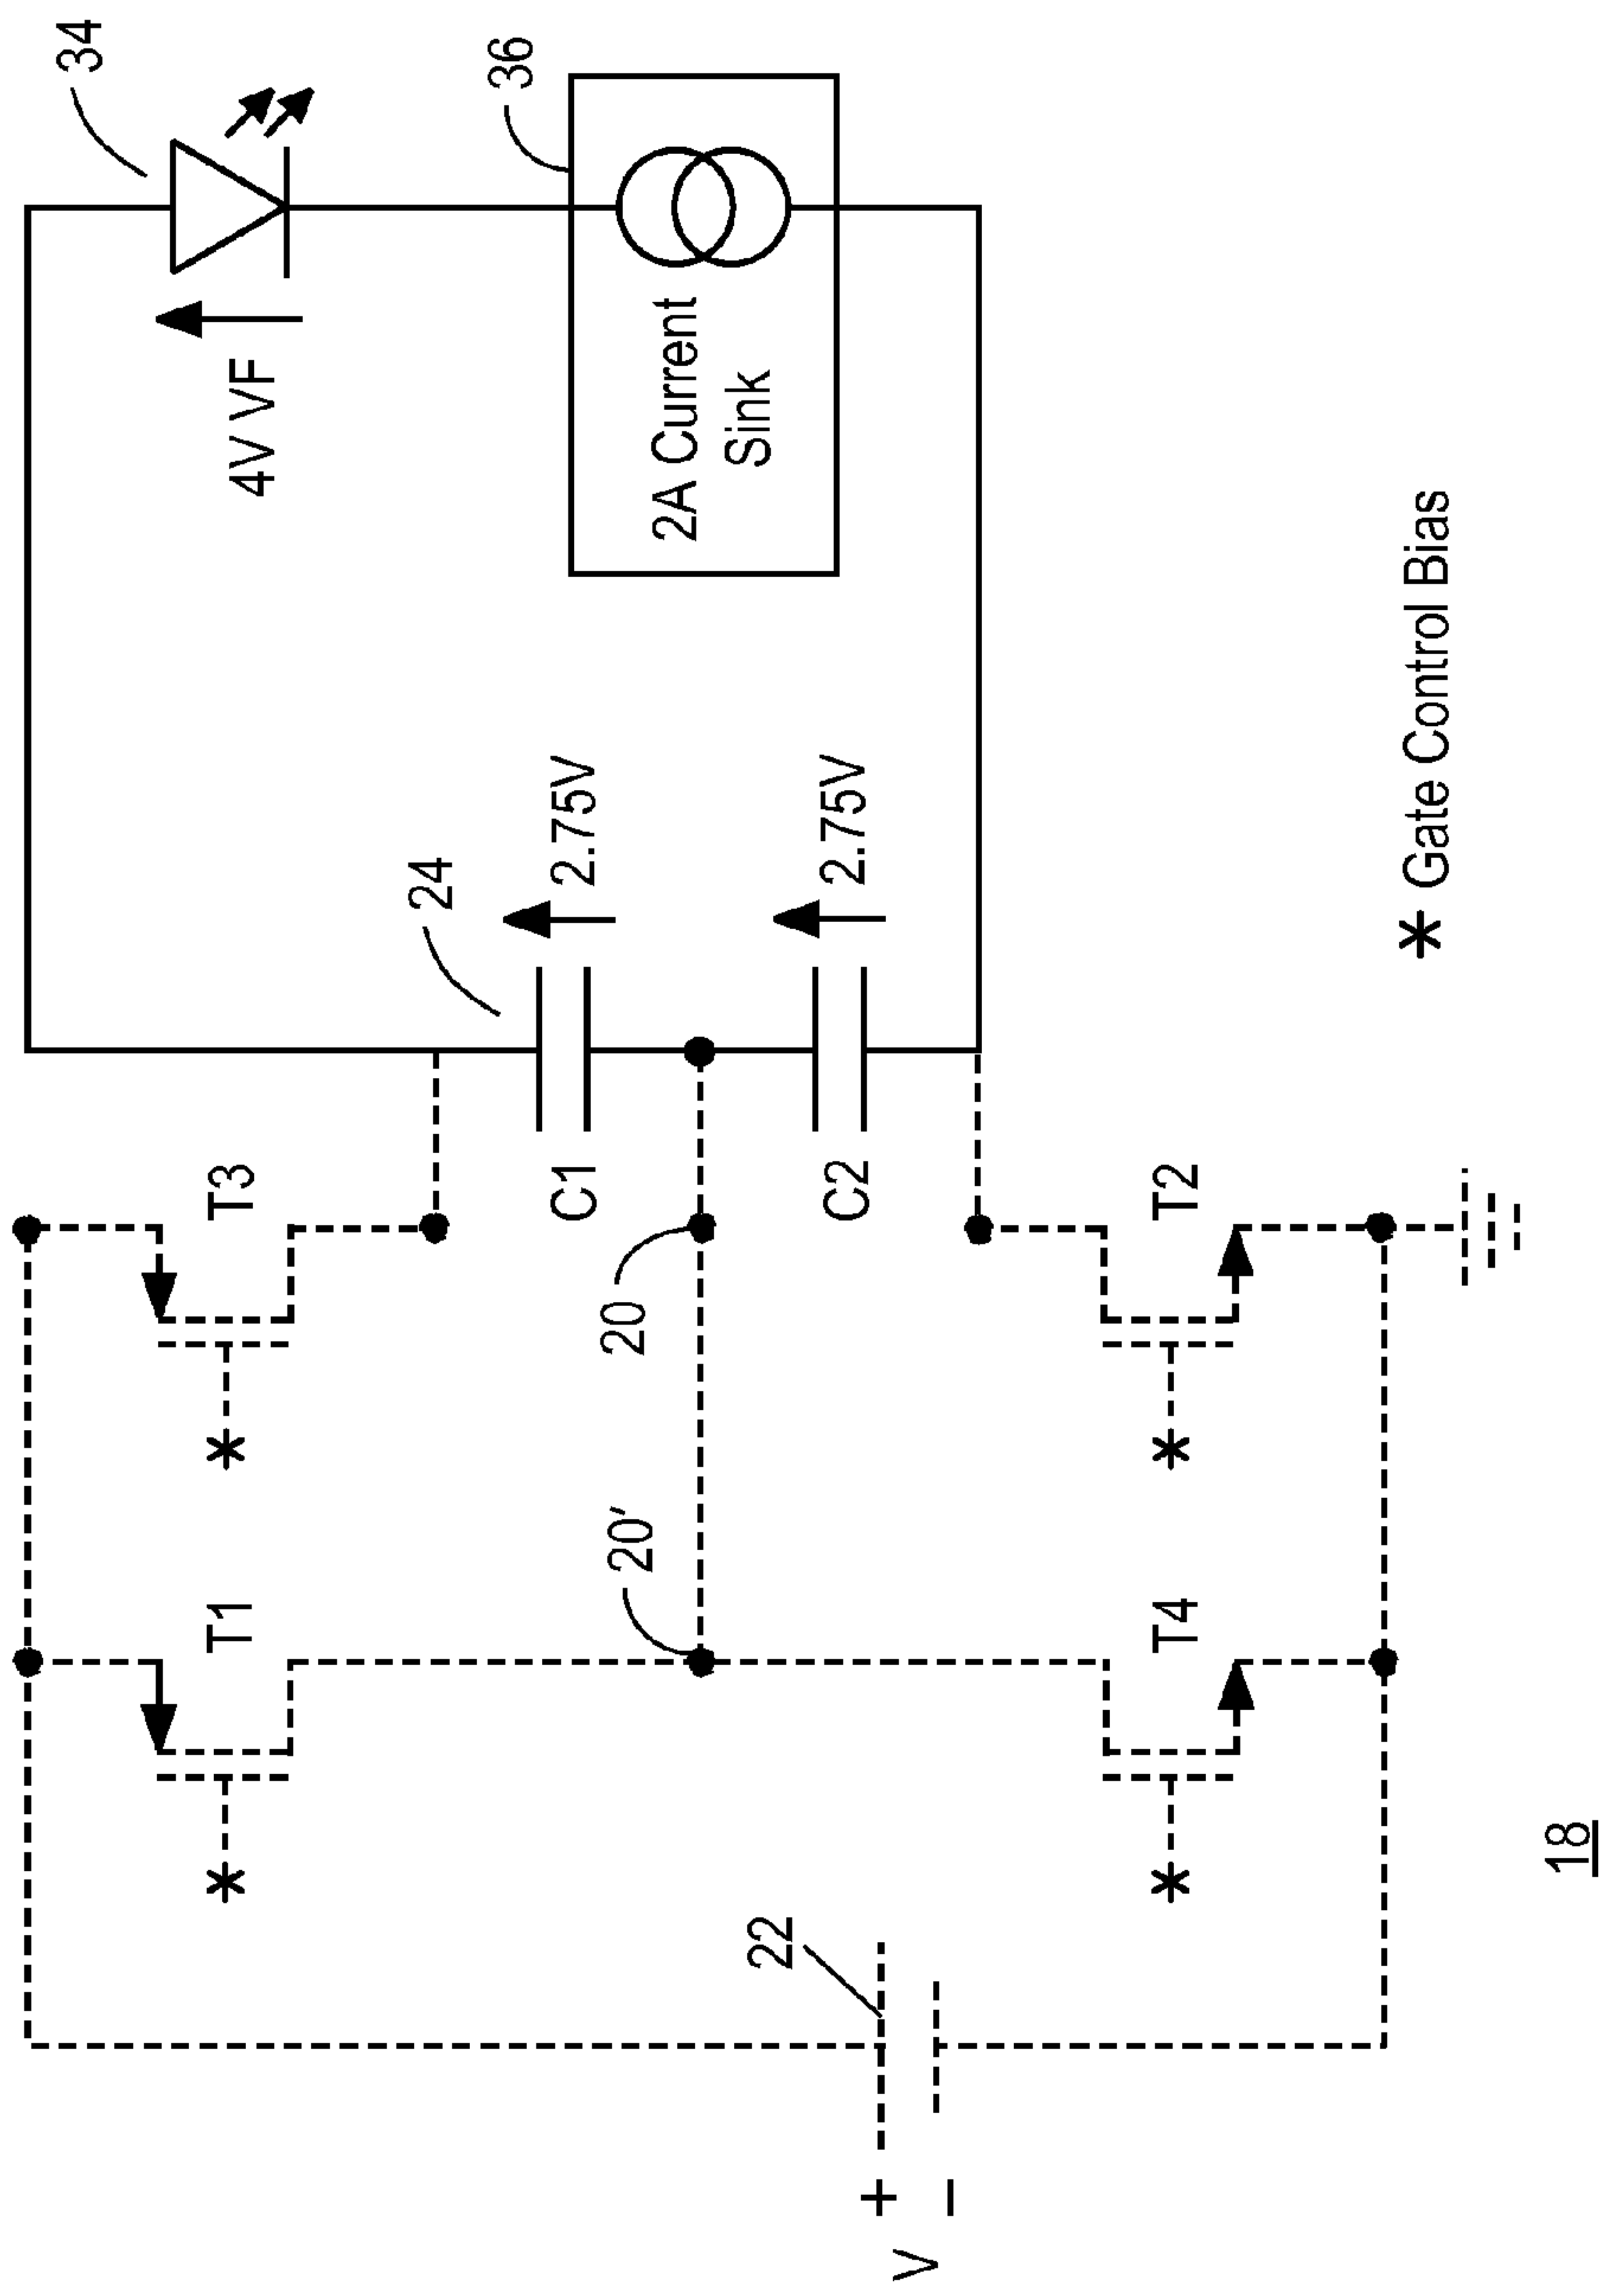 34
36
4V VF
2A Current
Sink
24
2.75V
2.75V
C1
C2
T3
T1
T2
T4
20
20′
22
+
V
−
* Gate Control Bias
*
*
*
*
18